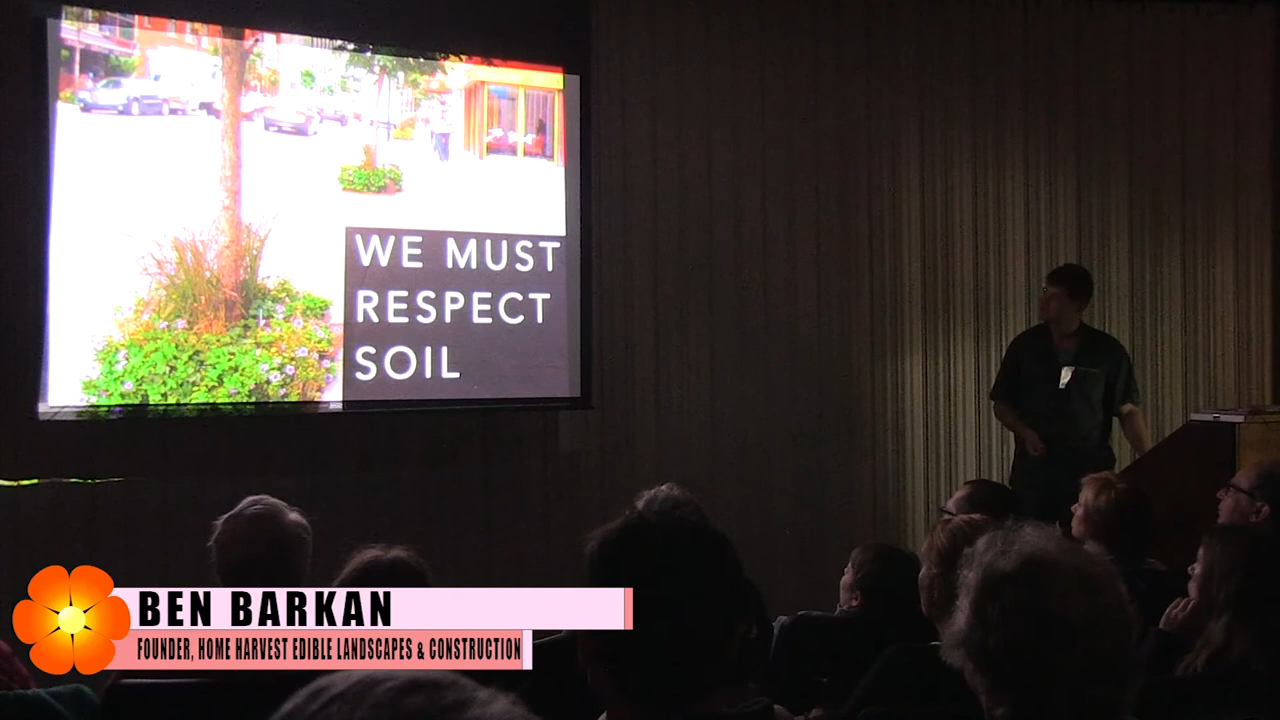 WE MUST
RESPECT
SOIL
BEN BARKAN
FOUNDER, HOME HARVEST EDIBLE LANDSCAPES & CONSTRUCTION